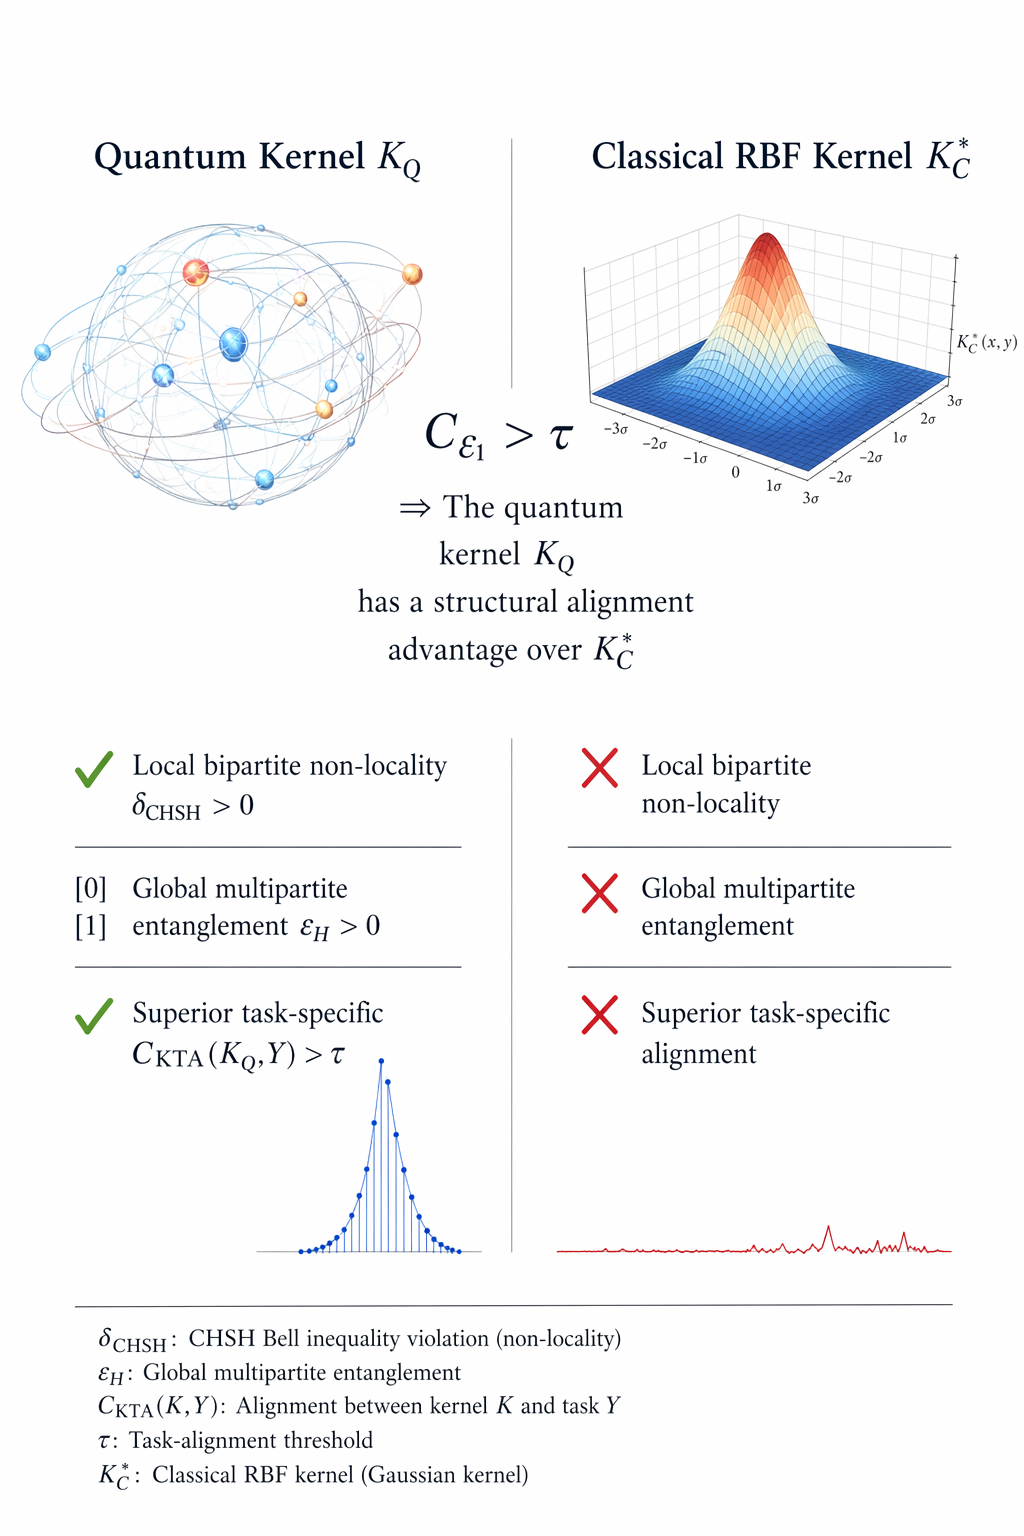 Quantum Kernel K_Q
Classical RBF Kernel K_C^*
K_C^*(x, y)
−3σ
−2σ
−1σ
0
1σ
3σ
−2σ
−2σ
1σ
2σ
3σ
C_{ℰ_1} > τ
⇒ The quantum
kernel K_Q
has a structural alignment
advantage over K_C^*
Local bipartite non-locality
δ_CHSH > 0
[0] Global multipartite
[1] entanglement ε_H > 0
Superior task-specific
C_KTA(K_Q, Y) > τ
Local bipartite
non-locality
Global multipartite
entanglement
Superior task-specific
alignment
δ_CHSH: CHSH Bell inequality violation (non-locality)
ε_H: Global multipartite entanglement
C_KTA(K, Y): Alignment between kernel K and task Y
τ: Task-alignment threshold
K_C^*: Classical RBF kernel (Gaussian kernel)